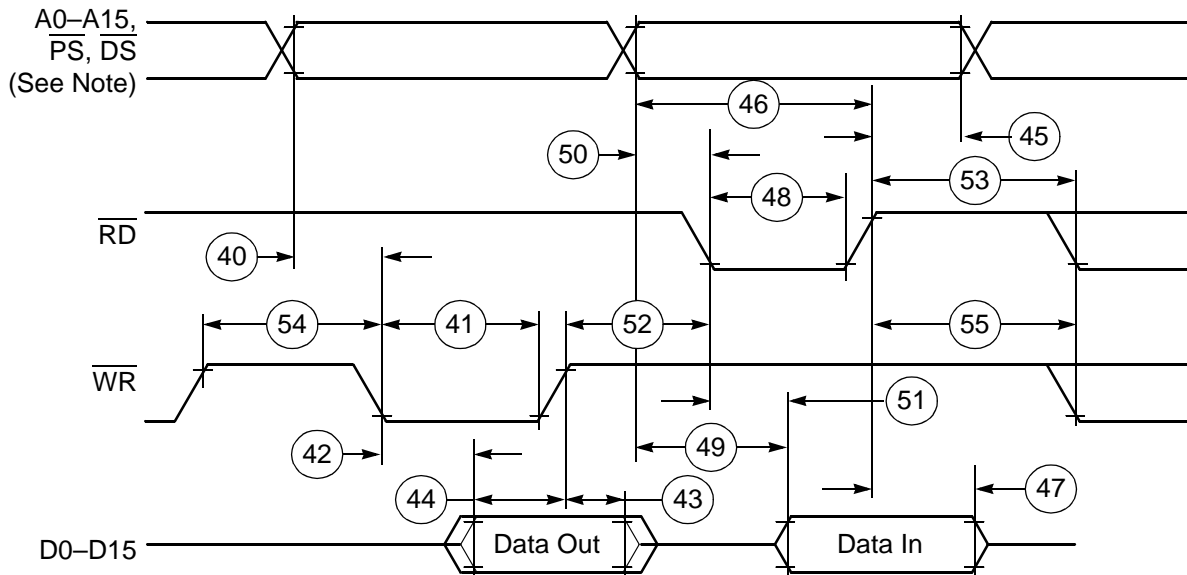 A0–A15,
PS, DS
(See Note)
46
45
50
53
48
RD
40
54
41
52
55
WR
51
42
49
44
43
47
D0–D15
Data Out
Data In